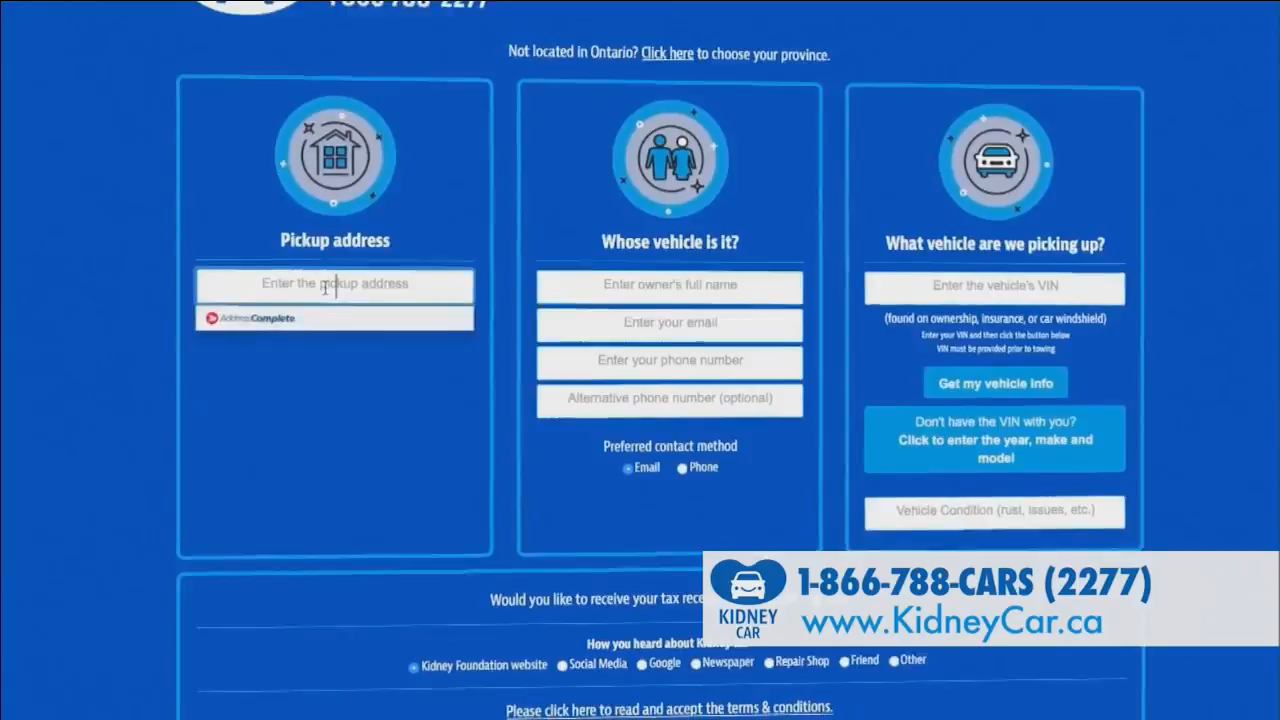 1-866-788-2277
Not located in Ontario? Click here to choose your province.
Pickup address
Enter the pickup address
AddressComplete
Whose vehicle is it?
Enter owner's full name
Enter your email
Enter your phone number
Alternative phone number (optional)
Preferred contact method
Email Phone
What vehicle are we picking up?
Enter the vehicle's VIN
(found on ownership, insurance, or car windshield)
Enter your VIN and then click the button below
VIN must be provided prior to towing
Get my vehicle info
Don't have the VIN with you?
Click to enter the year, make and
model
Vehicle Condition (rust, issues, etc.)
Would you like to receive your tax
How you heard about
Kidney Foundation website Social Media Google Newspaper Repair Shop Friend Other
Please click here to read and accept the terms & conditions.
KIDNEY
CAR
1-866-788-CARS (2277)
www.KidneyCar.ca